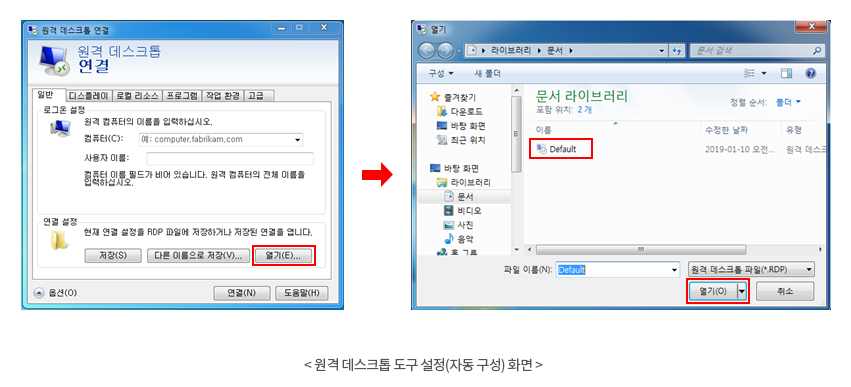 원격 데스크톱 연결
원격 데스크톱
연결
일반 디스플레이 로컬 리소스 프로그램 작업 환경 고급
로그온 설정
원격 컴퓨터의 이름을 입력하십시오.
컴퓨터(C): 예: computer.fabrikam.com
사용자 이름:
컴퓨터 이름 필드가 비어 있습니다. 원격 컴퓨터의 전체 이름을
입력하십시오.
연결 설정
현재 연결 설정을 RDP 파일에 저장하거나 저장된 연결을 엽니다.
저장(S) 다른 이름으로 저장(V)... 열기(E)...
옵션(O) 연결(N) 도움말(H)
열기
라이브러리 문서 문서 검색
구성 새 폴더
즐겨찾기
다운로드
바탕 화면
최근 위치
바탕 화면
라이브러리
문서
비디오
사진
음악
홈 그룹
문서 라이브러리
포함 위치: 2 개
정렬 순서: 폴더
이름 수정한 날짜 유형
Default 2019-01-10 오전... 원격 데스크
파일 이름(N): Default 원격 데스크톱 파일(*.RDP)
열기(O) 취소
< 원격 데스크톱 도구 설정(자동 구성) 화면 >